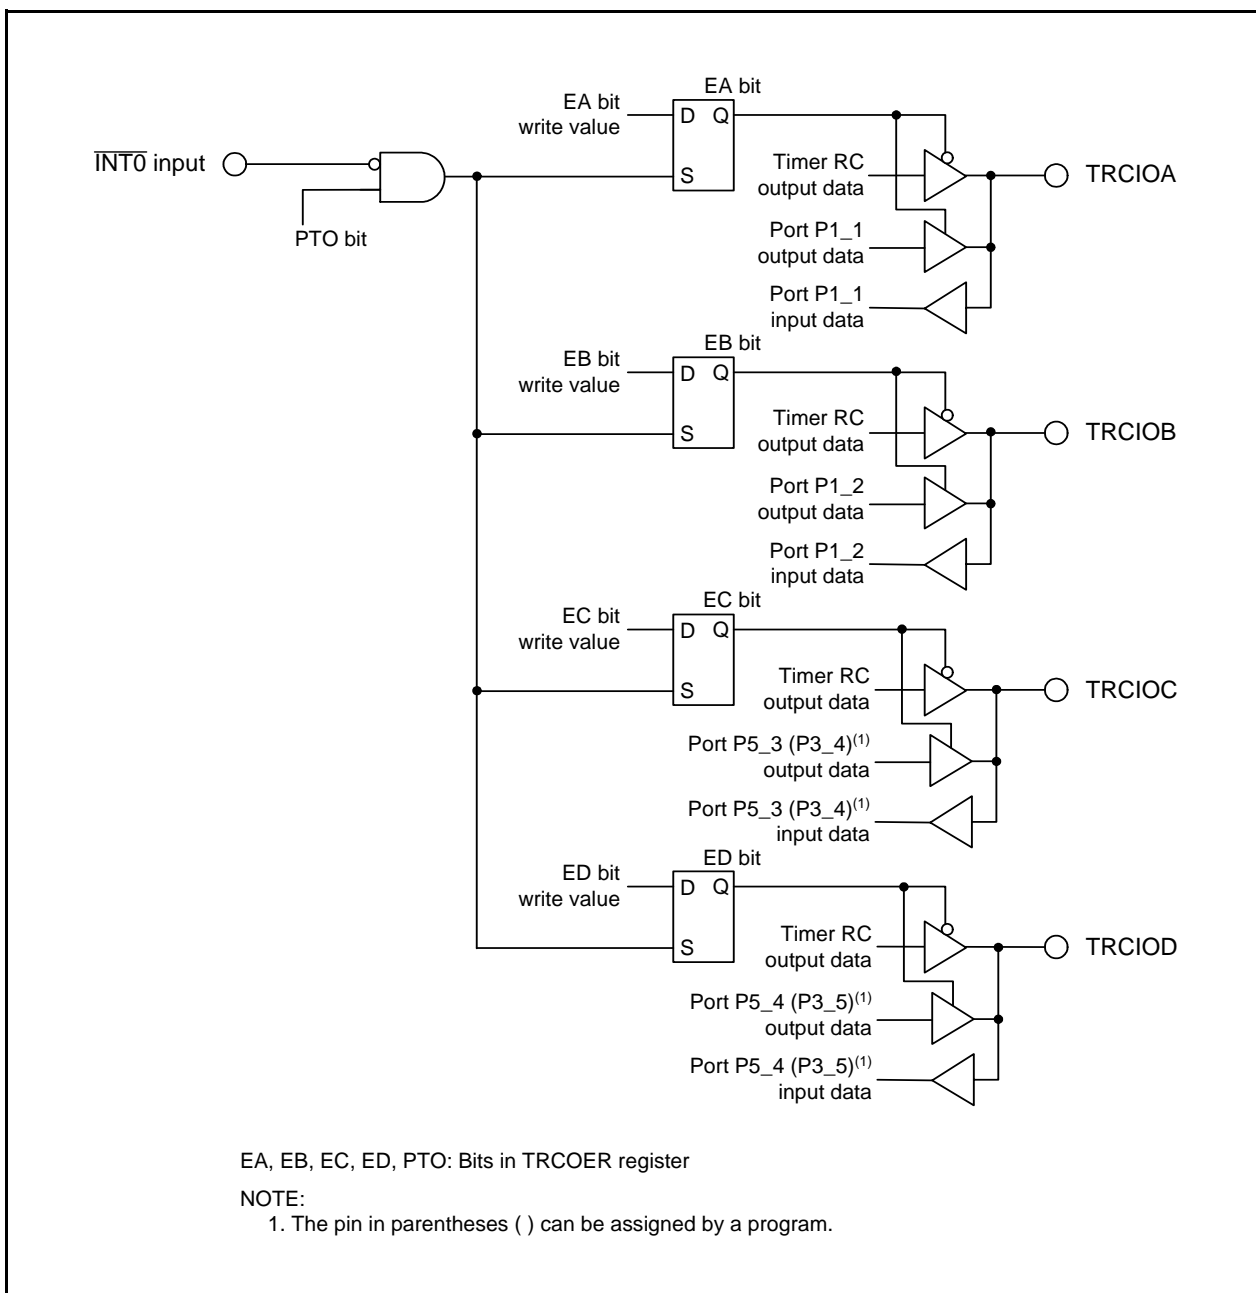 EA bit
EA bit
write value
D Q
S
INT0 input
PTO bit
Timer RC
output data
TRCIOA
Port P1_1
output data
Port P1_1
input data
EB bit
EB bit
write value
D Q
S
Timer RC
output data
TRCIOB
Port P1_2
output data
Port P1_2
input data
EC bit
EC bit
write value
D Q
S
Timer RC
output data
TRCIOC
Port P5_3 (P3_4)(1)
output data
Port P5_3 (P3_4)(1)
input data
ED bit
ED bit
write value
D Q
S
Timer RC
output data
TRCIOD
Port P5_4 (P3_5)(1)
output data
Port P5_4 (P3_5)(1)
input data
EA, EB, EC, ED, PTO: Bits in TRCOER register
NOTE:
1. The pin in parentheses ( ) can be assigned by a program.